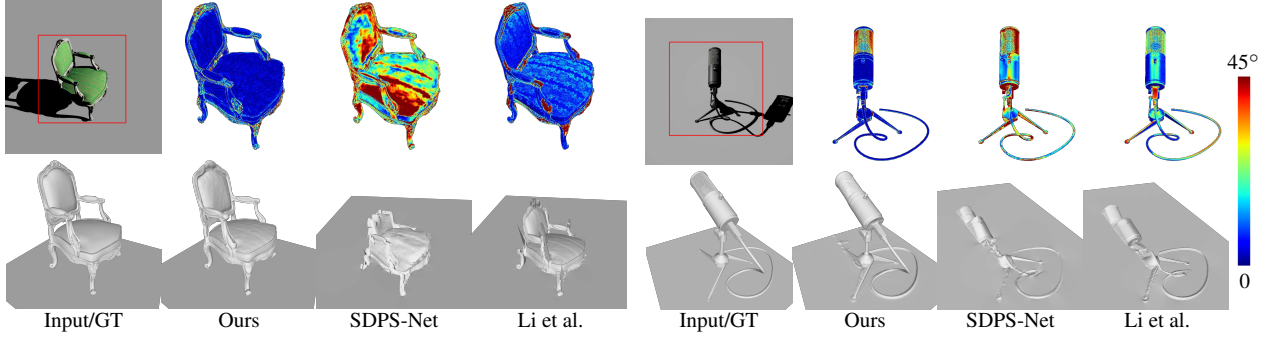 45°
0
Input/GT Ours SDPS-Net Li et al. Input/GT Ours SDPS-Net Li et al.